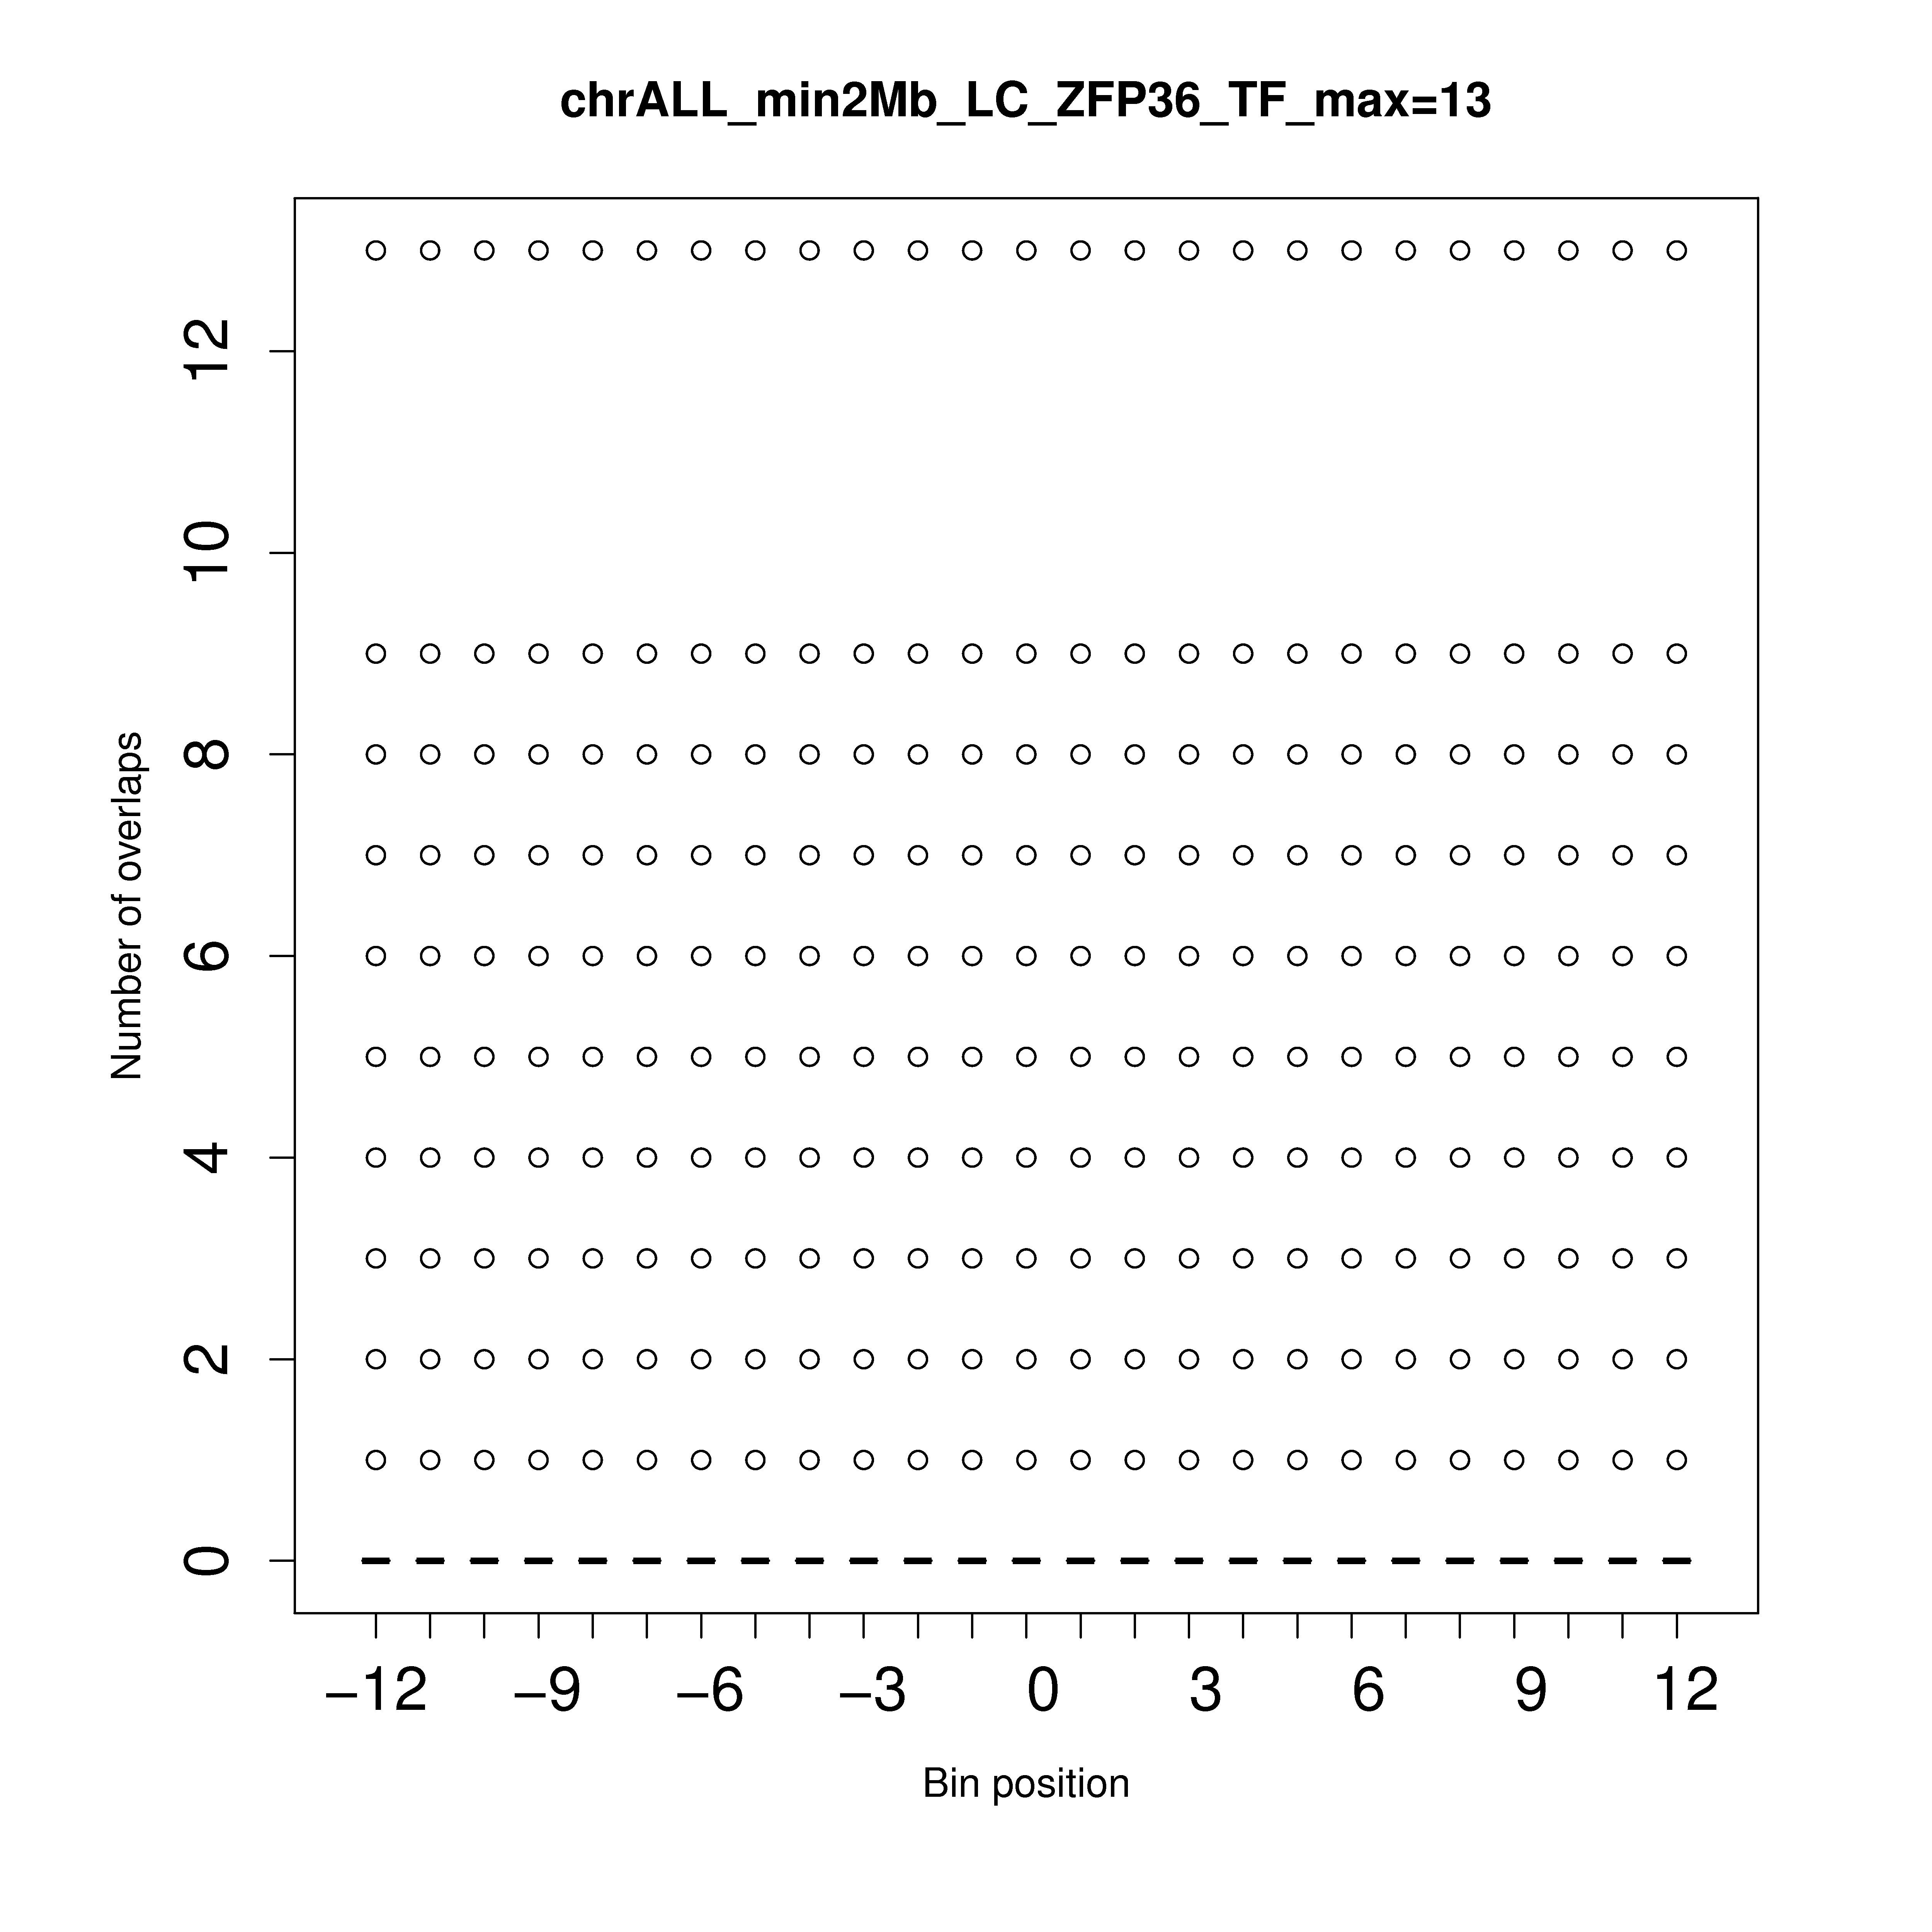 chrALL_min2Mb_LC_ZFP36_TF_max=13
12
10
8
6
4
2
0
Number of overlaps
−12 −9 −6 −3 0 3 6 9 12
Bin position